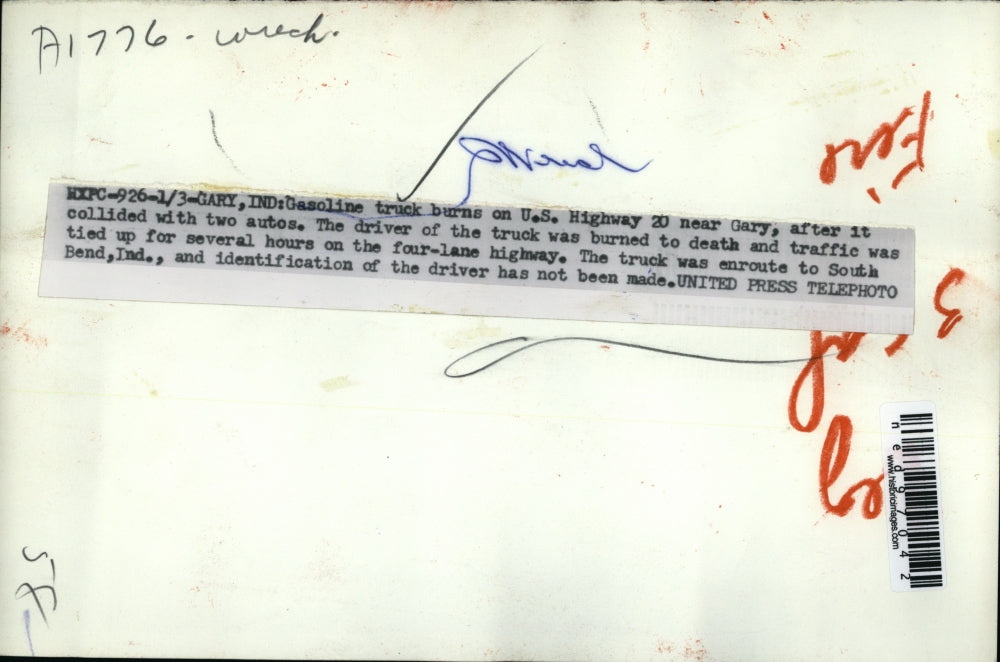 A1776 - wreck.
HXPC-926-1/3-GARY,IND:Gasoline truck burns on U.S. Highway 20 near Gary, after it
collided with two autos. The driver of the truck was burned to death and traffic was
tied up for several hours on the four-lane highway. The truck was enroute to South
Bend,Ind., and identification of the driver has not been made.UNITED PRESS TELEPHOTO
Fri
3
ned97042
www.historicimages.com